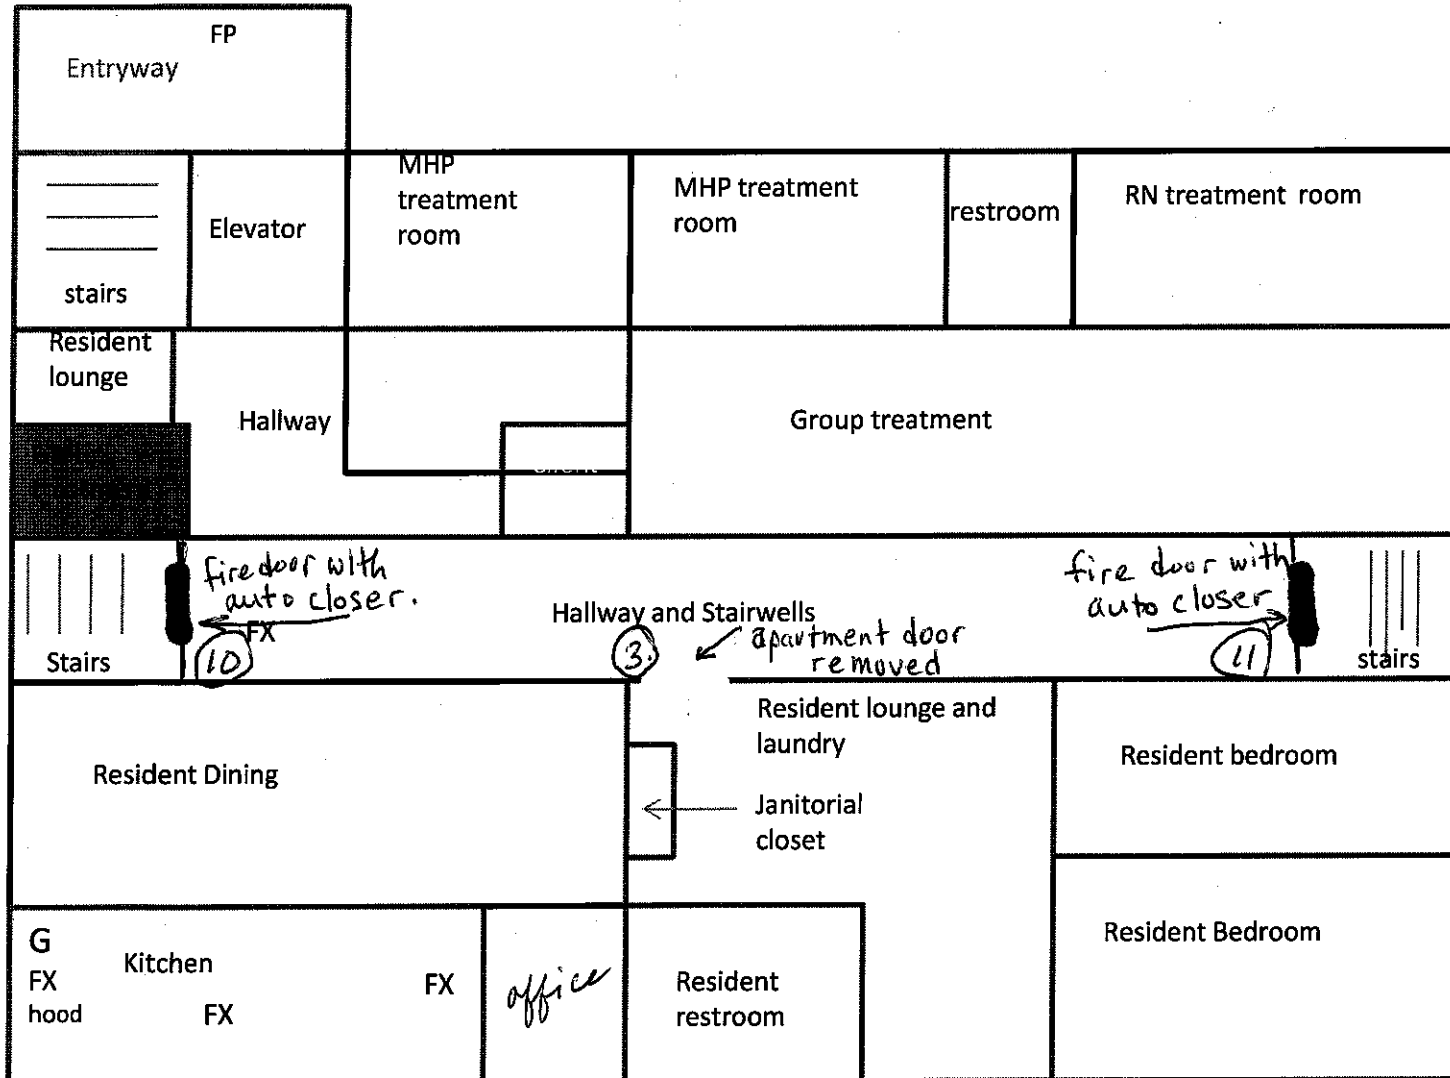 FP
Entryway
MHP
treatment
room
MHP treatment
room
restroom
RN treatment room
Elevator
stairs
Resident
lounge
Hallway
Group treatment
fire door with
auto closer.
FX
10
Stairs
Hallway and Stairwells
3.
apartment door
removed
fire door with
auto closer
11
stairs
Resident Dining
Resident lounge and
laundry
Janitorial
closet
Resident bedroom
Resident Bedroom
G
FX
hood
Kitchen
FX
FX
office
Resident
restroom